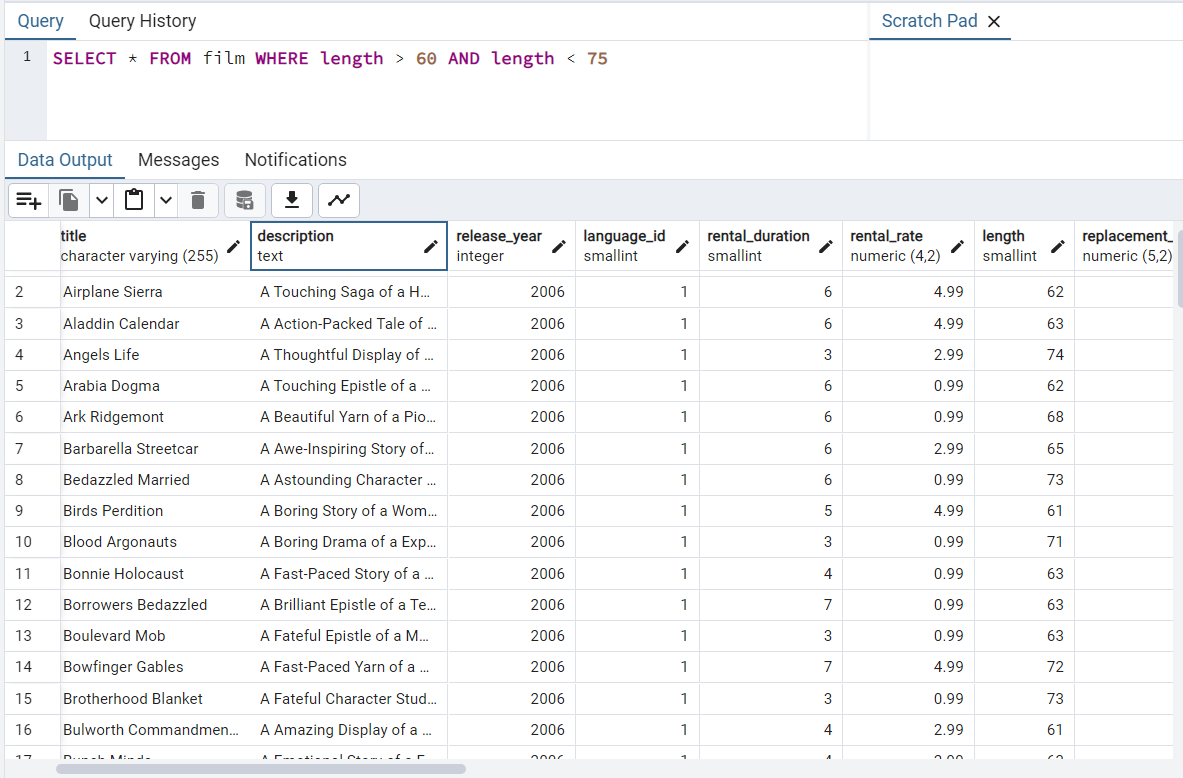 Query Query History Scratch Pad
1 SELECT * FROM film WHERE length > 60 AND length < 75
Data Output Messages Notifications
title description release_year language_id rental_duration rental_rate length replacement_
character varying (255) text integer smallint smallint numeric (4,2) smallint numeric (5,2)
2 Airplane Sierra A Touching Saga of a H... 2006 1 6 4.99 62
3 Aladdin Calendar A Action-Packed Tale of ... 2006 1 6 4.99 63
4 Angels Life A Thoughtful Display of ... 2006 1 3 2.99 74
5 Arabia Dogma A Touching Epistle of a ... 2006 1 6 0.99 62
6 Ark Ridgemont A Beautiful Yarn of a Pio... 2006 1 6 0.99 68
7 Barbarella Streetcar A Awe-Inspiring Story of... 2006 1 6 2.99 65
8 Bedazzled Married A Astounding Character ... 2006 1 6 0.99 73
9 Birds Perdition A Boring Story of a Wom... 2006 1 5 4.99 61
10 Blood Argonauts A Boring Drama of a Exp... 2006 1 3 0.99 71
11 Bonnie Holocaust A Fast-Paced Story of a ... 2006 1 4 0.99 63
12 Borrowers Bedazzled A Brilliant Epistle of a Te... 2006 1 7 0.99 63
13 Boulevard Mob A Fateful Epistle of a M... 2006 1 3 0.99 63
14 Bowfinger Gables A Fast-Paced Yarn of a ... 2006 1 7 4.99 72
15 Brotherhood Blanket A Fateful Character Stud... 2006 1 3 0.99 73
16 Bulworth Commandmen... A Amazing Display of a ... 2006 1 4 2.99 61